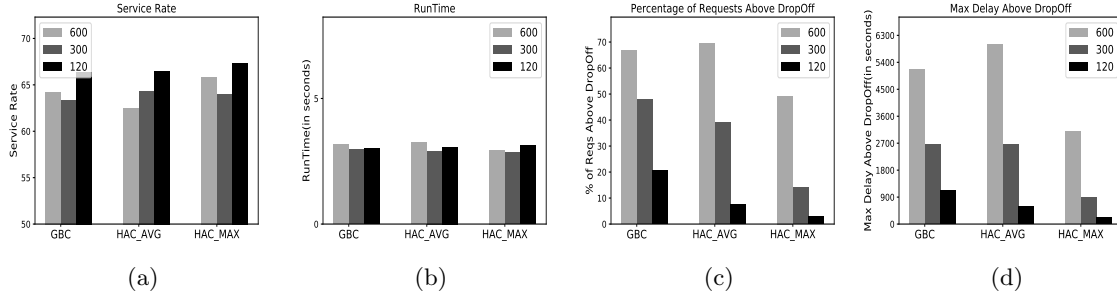 Service Rate
Service Rate
70
65
60
55
50
600
300
120
GBC
HAC_AVG
HAC_MAX
(a)
RunTime
RunTime(in seconds)
5
0
600
300
120
GBC
HAC_AVG
HAC_MAX
(b)
Percentage of Requests Above DropOff
% of Reqs Above DropOff
70
60
50
40
30
20
10
0
600
300
120
GBC
HAC_AVG
HAC_MAX
(c)
Max Delay Above DropOff
Max Delay Above DropOff(in seconds)
6300
5400
4500
3600
2700
1800
900
0
600
300
120
GBC
HAC_AVG
HAC_MAX
(d)